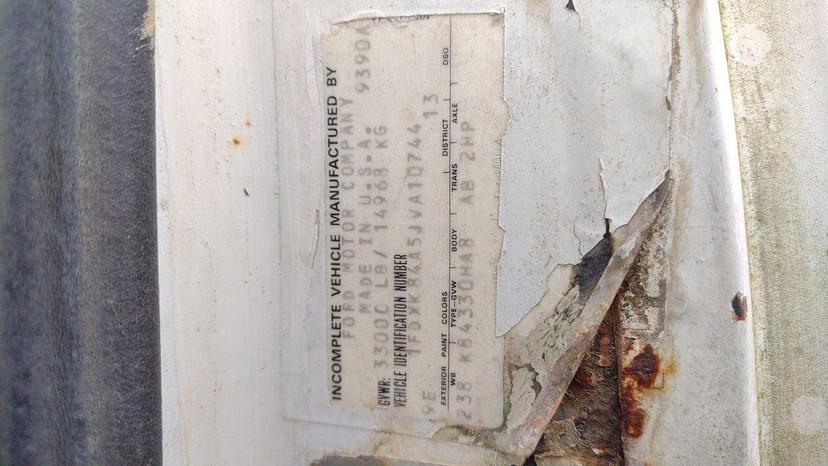 INCOMPLETE VEHICLE MANUFACTURED BY
FORD MOTOR COMPANY
MADE IN U.S.A. 9390A
GVWR: 33000 LB/ 14968 KG
VEHICLE IDENTIFICATION NUMBER
1FDXK84A5JVA10744
9E 13
EXTERIOR PAINT COLORS DISTRICT DSO
WB TYPE-GVW BODY TRANS AXLE
238 K84330HA8 AB 2HP